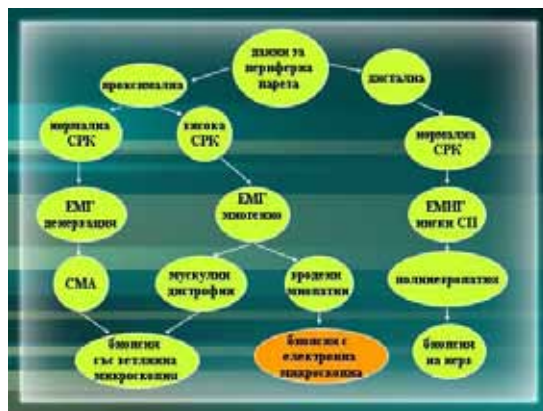 данни за
периферна
пареза
проксимална
дистална
нормална
СРК
висока
СРК
нормална
СРК
ЕМГ
денервация
ЕМГ
миогенно
ЕМНГ
ниски СП
СМА
мускулни
дистрофии
вродени
миопатии
полиневропатия
биопсия
със светлинна
микроскопия
биопсия с
електронна
микроскопия
биопсия
на нерв